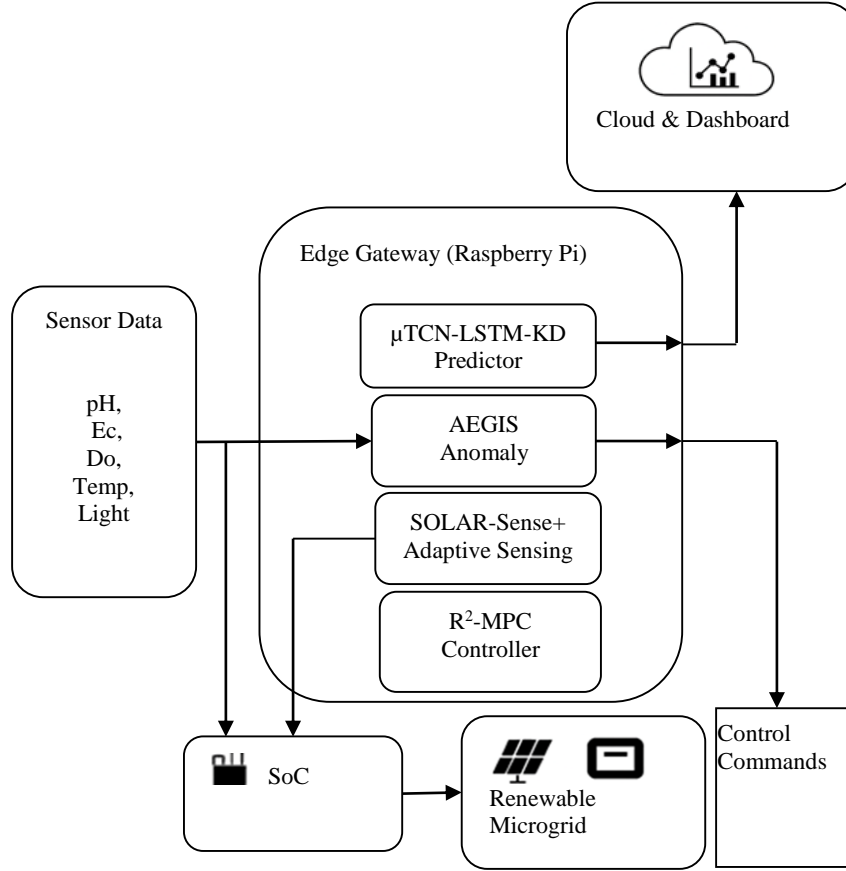 Cloud & Dashboard
Edge Gateway (Raspberry Pi)
Sensor Data
pH,
Ec,
Do,
Temp,
Light
µTCN-LSTM-KD
Predictor
AEGIS
Anomaly
SOLAR-Sense+
Adaptive Sensing
R²-MPC
Controller
SoC
Renewable
Microgrid
Control
Commands